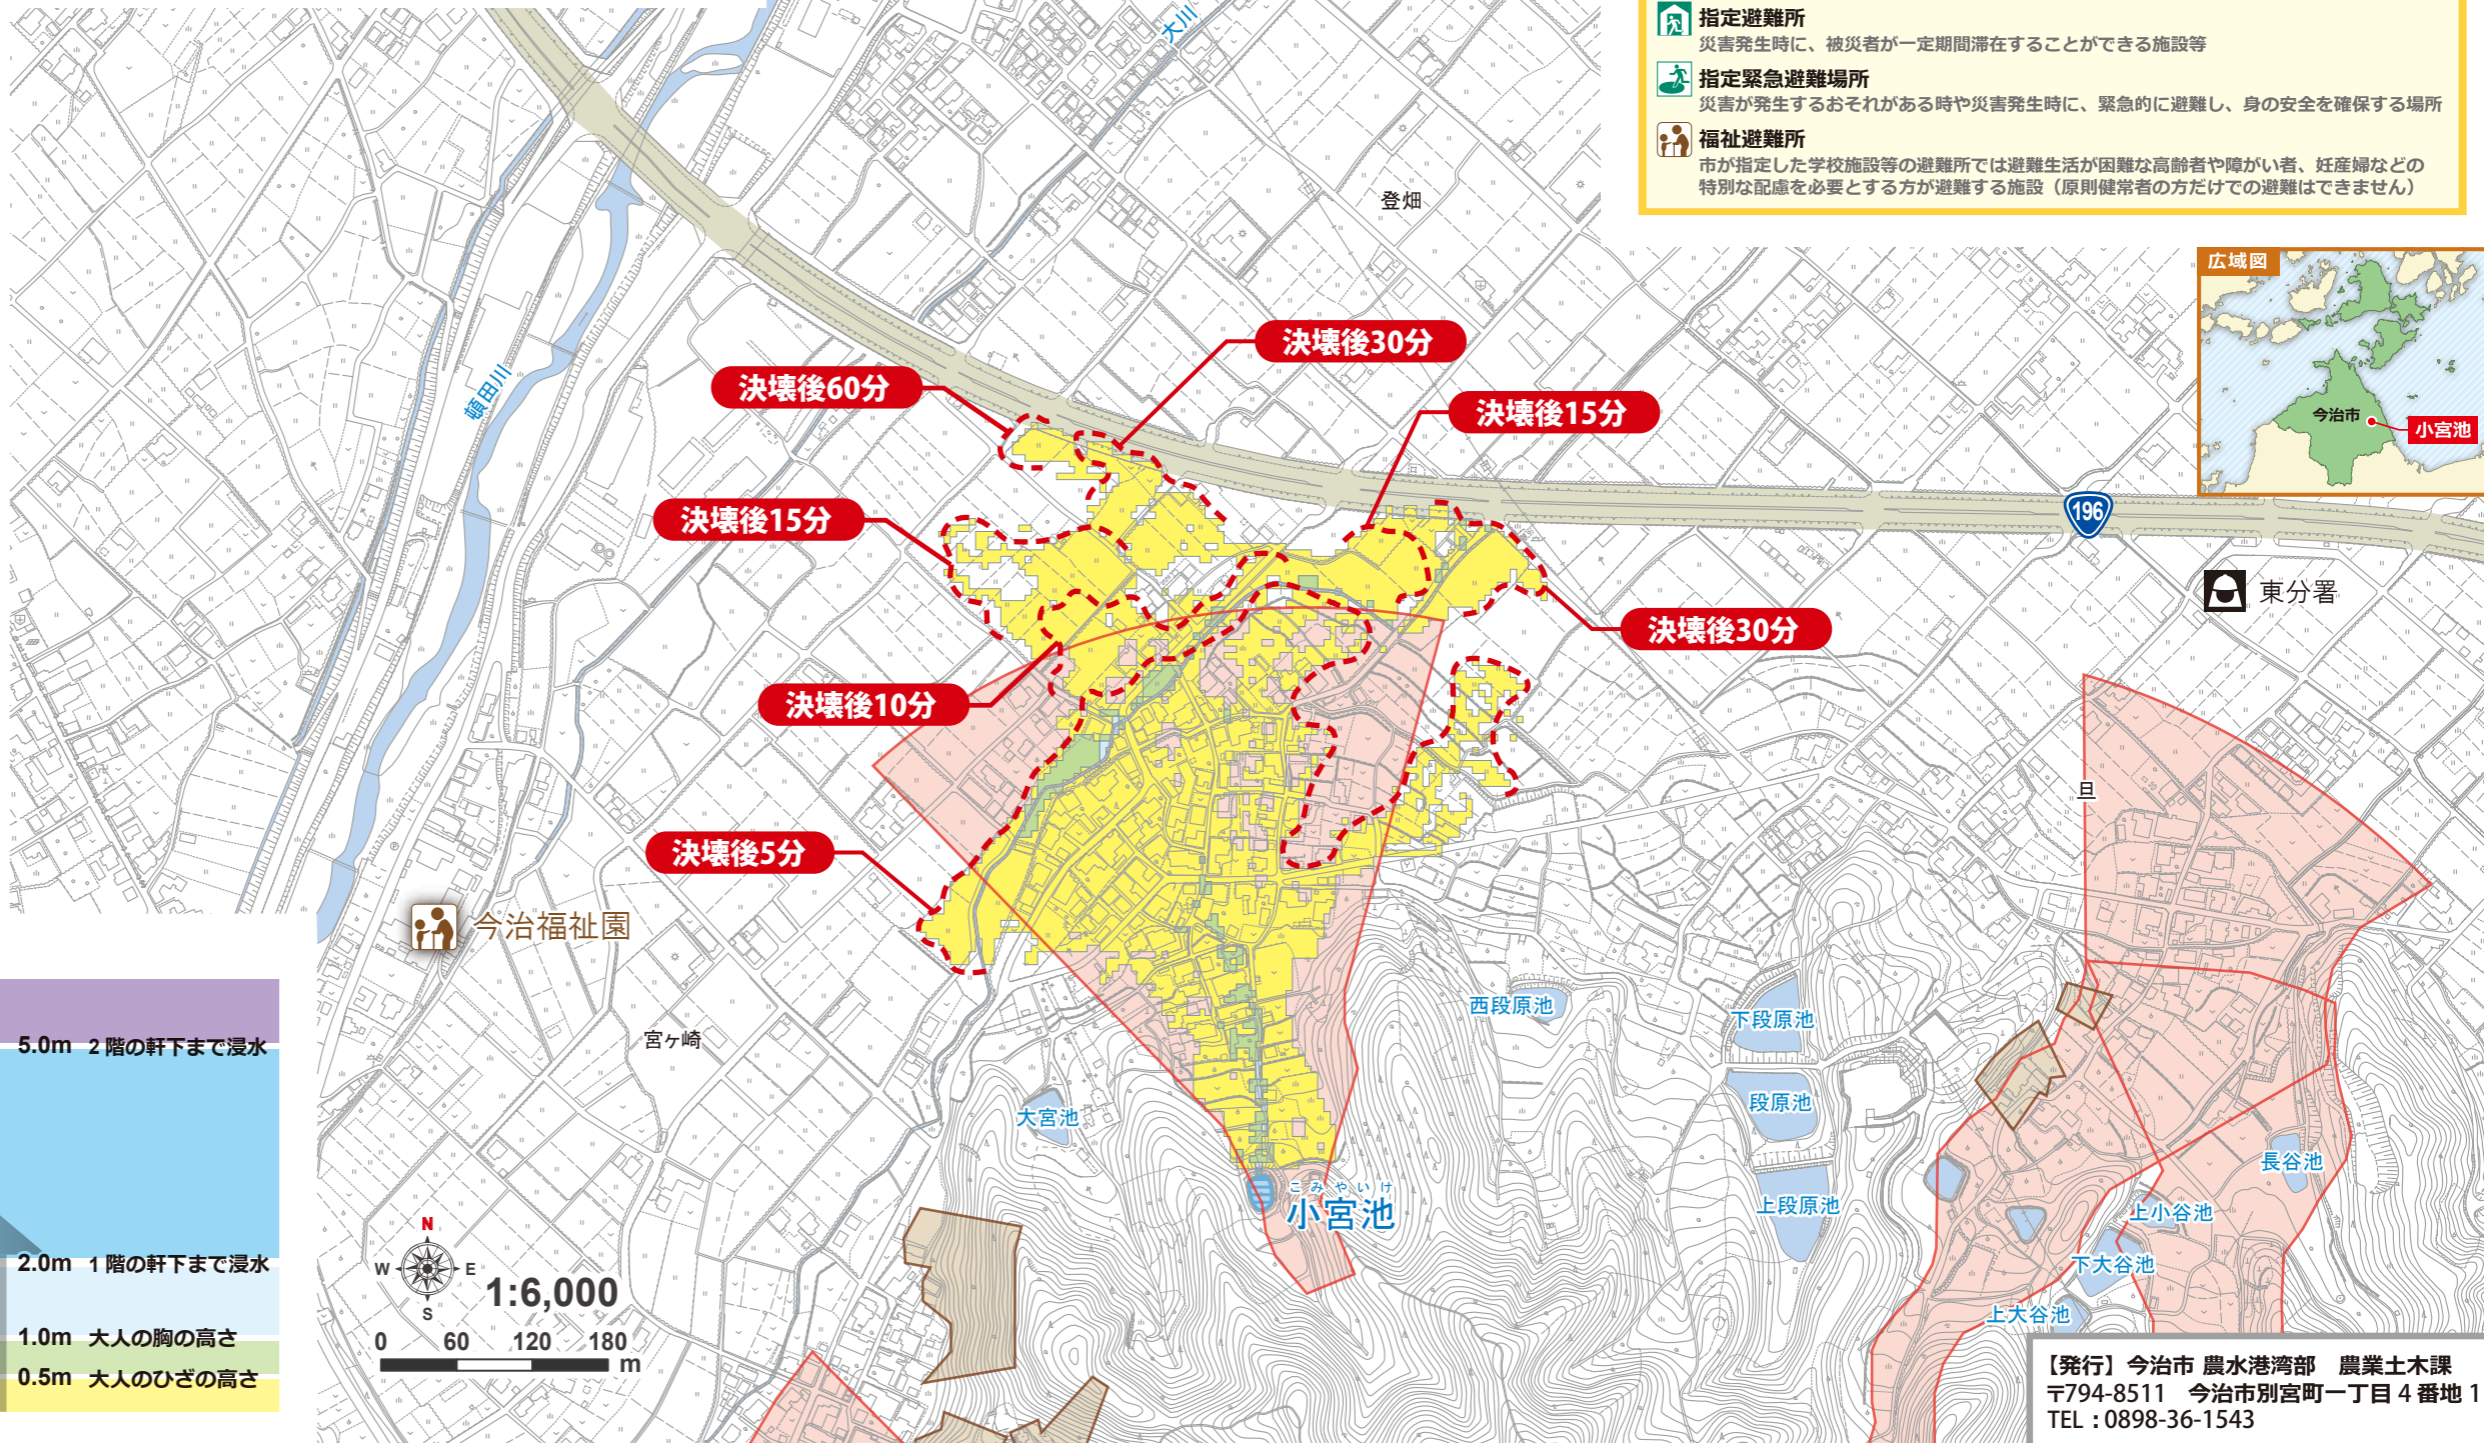 指定避難所
災害発生時に、被災者が一定期間滞在することができる施設等
指定緊急避難場所
災害が発生するおそれがある時や災害発生時に、緊急的に避難し、身の安全を確保する場所
福祉避難所
市が指定した学校施設等の避難所では避難生活が困難な高齢者や障がい者、妊産婦などの
特別な配慮を必要とする方が避難する施設（原則健常者の方だけでの避難はできません）
大川
登畑
広域図
今治市
小宮池
決壊後30分
決壊後60分
決壊後15分
頓田川
決壊後15分
196
東分署
決壊後30分
決壊後10分
旦
決壊後5分
今治福祉園
西段原池
下段原池
宮ヶ崎
段原池
大宮池
長谷池
こみやいけ
小宮池
上段原池
上小谷池
下大谷池
上大谷池
5.0m 2階の軒下まで浸水
2.0m 1階の軒下まで浸水
1.0m 大人の胸の高さ
0.5m 大人のひざの高さ
N
W E
S
1:6,000
0 60 120 180
m
【発行】今治市 農水港湾部 農業土木課
〒794-8511 今治市別宮町一丁目4番地1
TEL：0898-36-1543